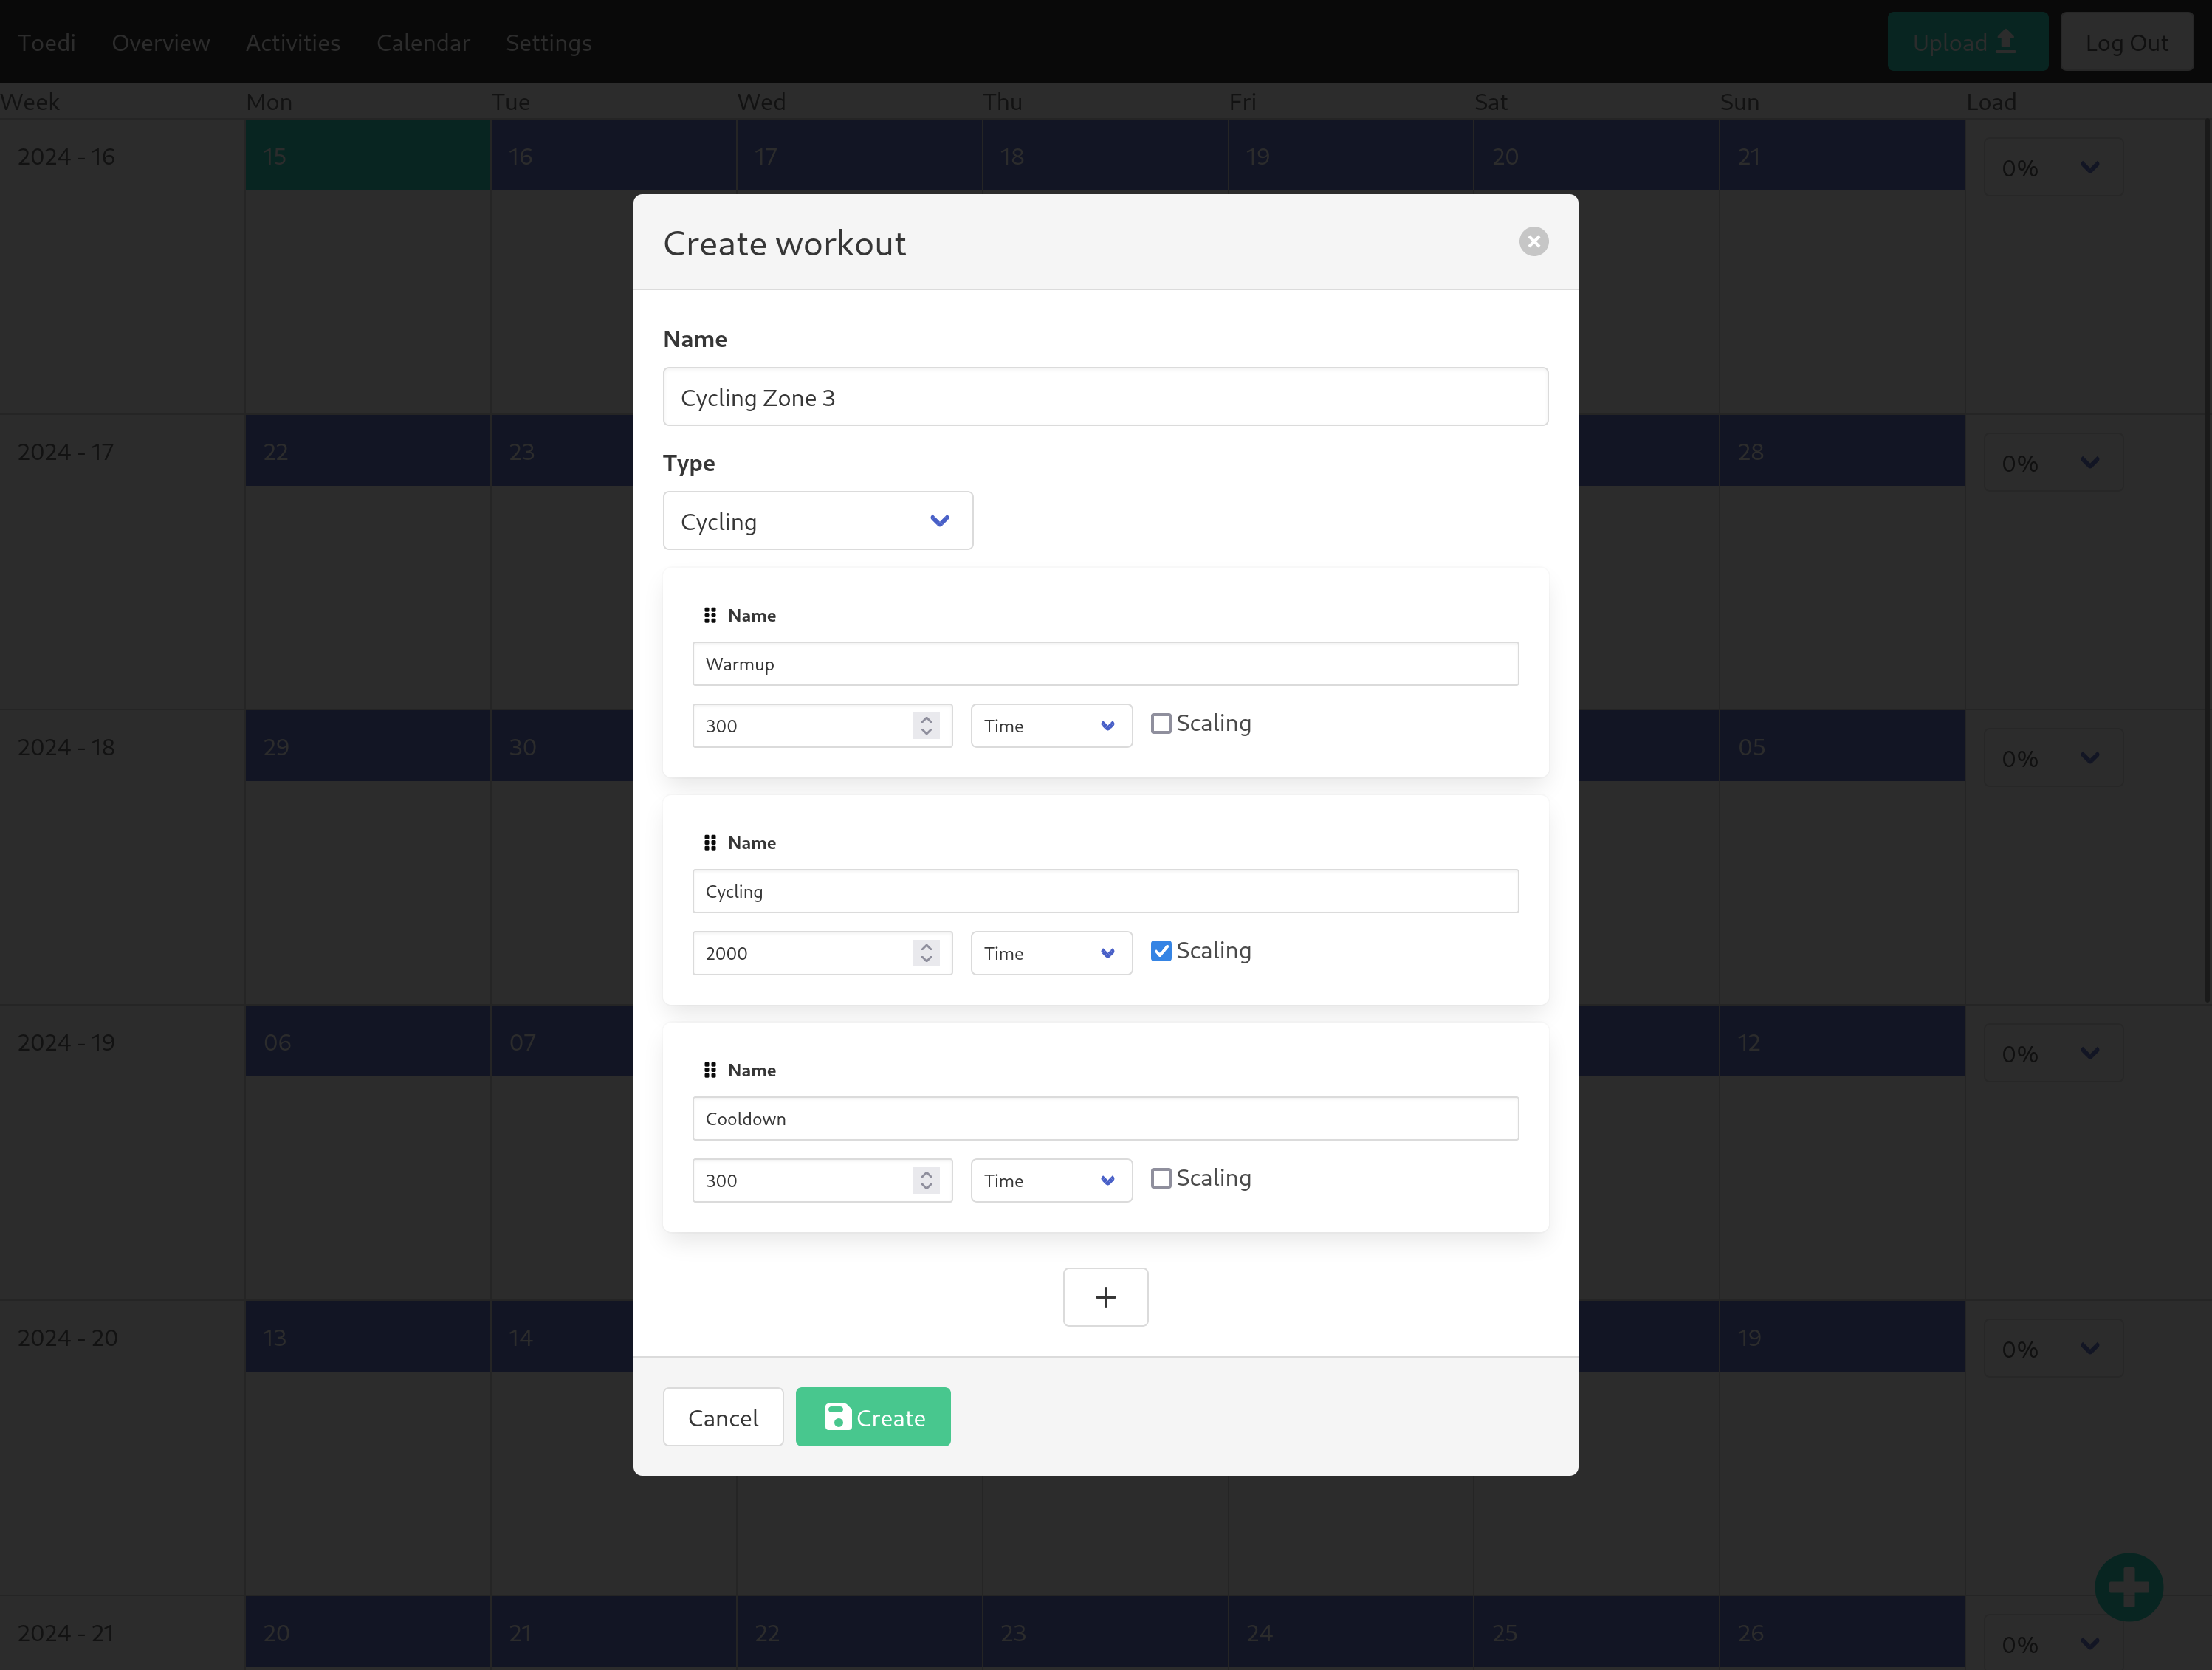 Toedi Overview Activities Calendar Settings Upload Log Out
Week Mon Tue Wed Thu Fri Sat Sun Load
2024 - 16 15 16 17 18 19 20 21 0%
Create workout
Name
Cycling Zone 3
2024 - 17 22 23 28 0%
Type
Cycling
Name
Warmup
300 Time Scaling
2024 - 18 29 30 05 0%
Name
Cycling
2000 Time Scaling
2024 - 19 06 07 12 0%
Name
Cooldown
300 Time Scaling
+
2024 - 20 13 14 19 0%
Cancel Create
2024 - 21 20 21 22 23 24 25 26 0%